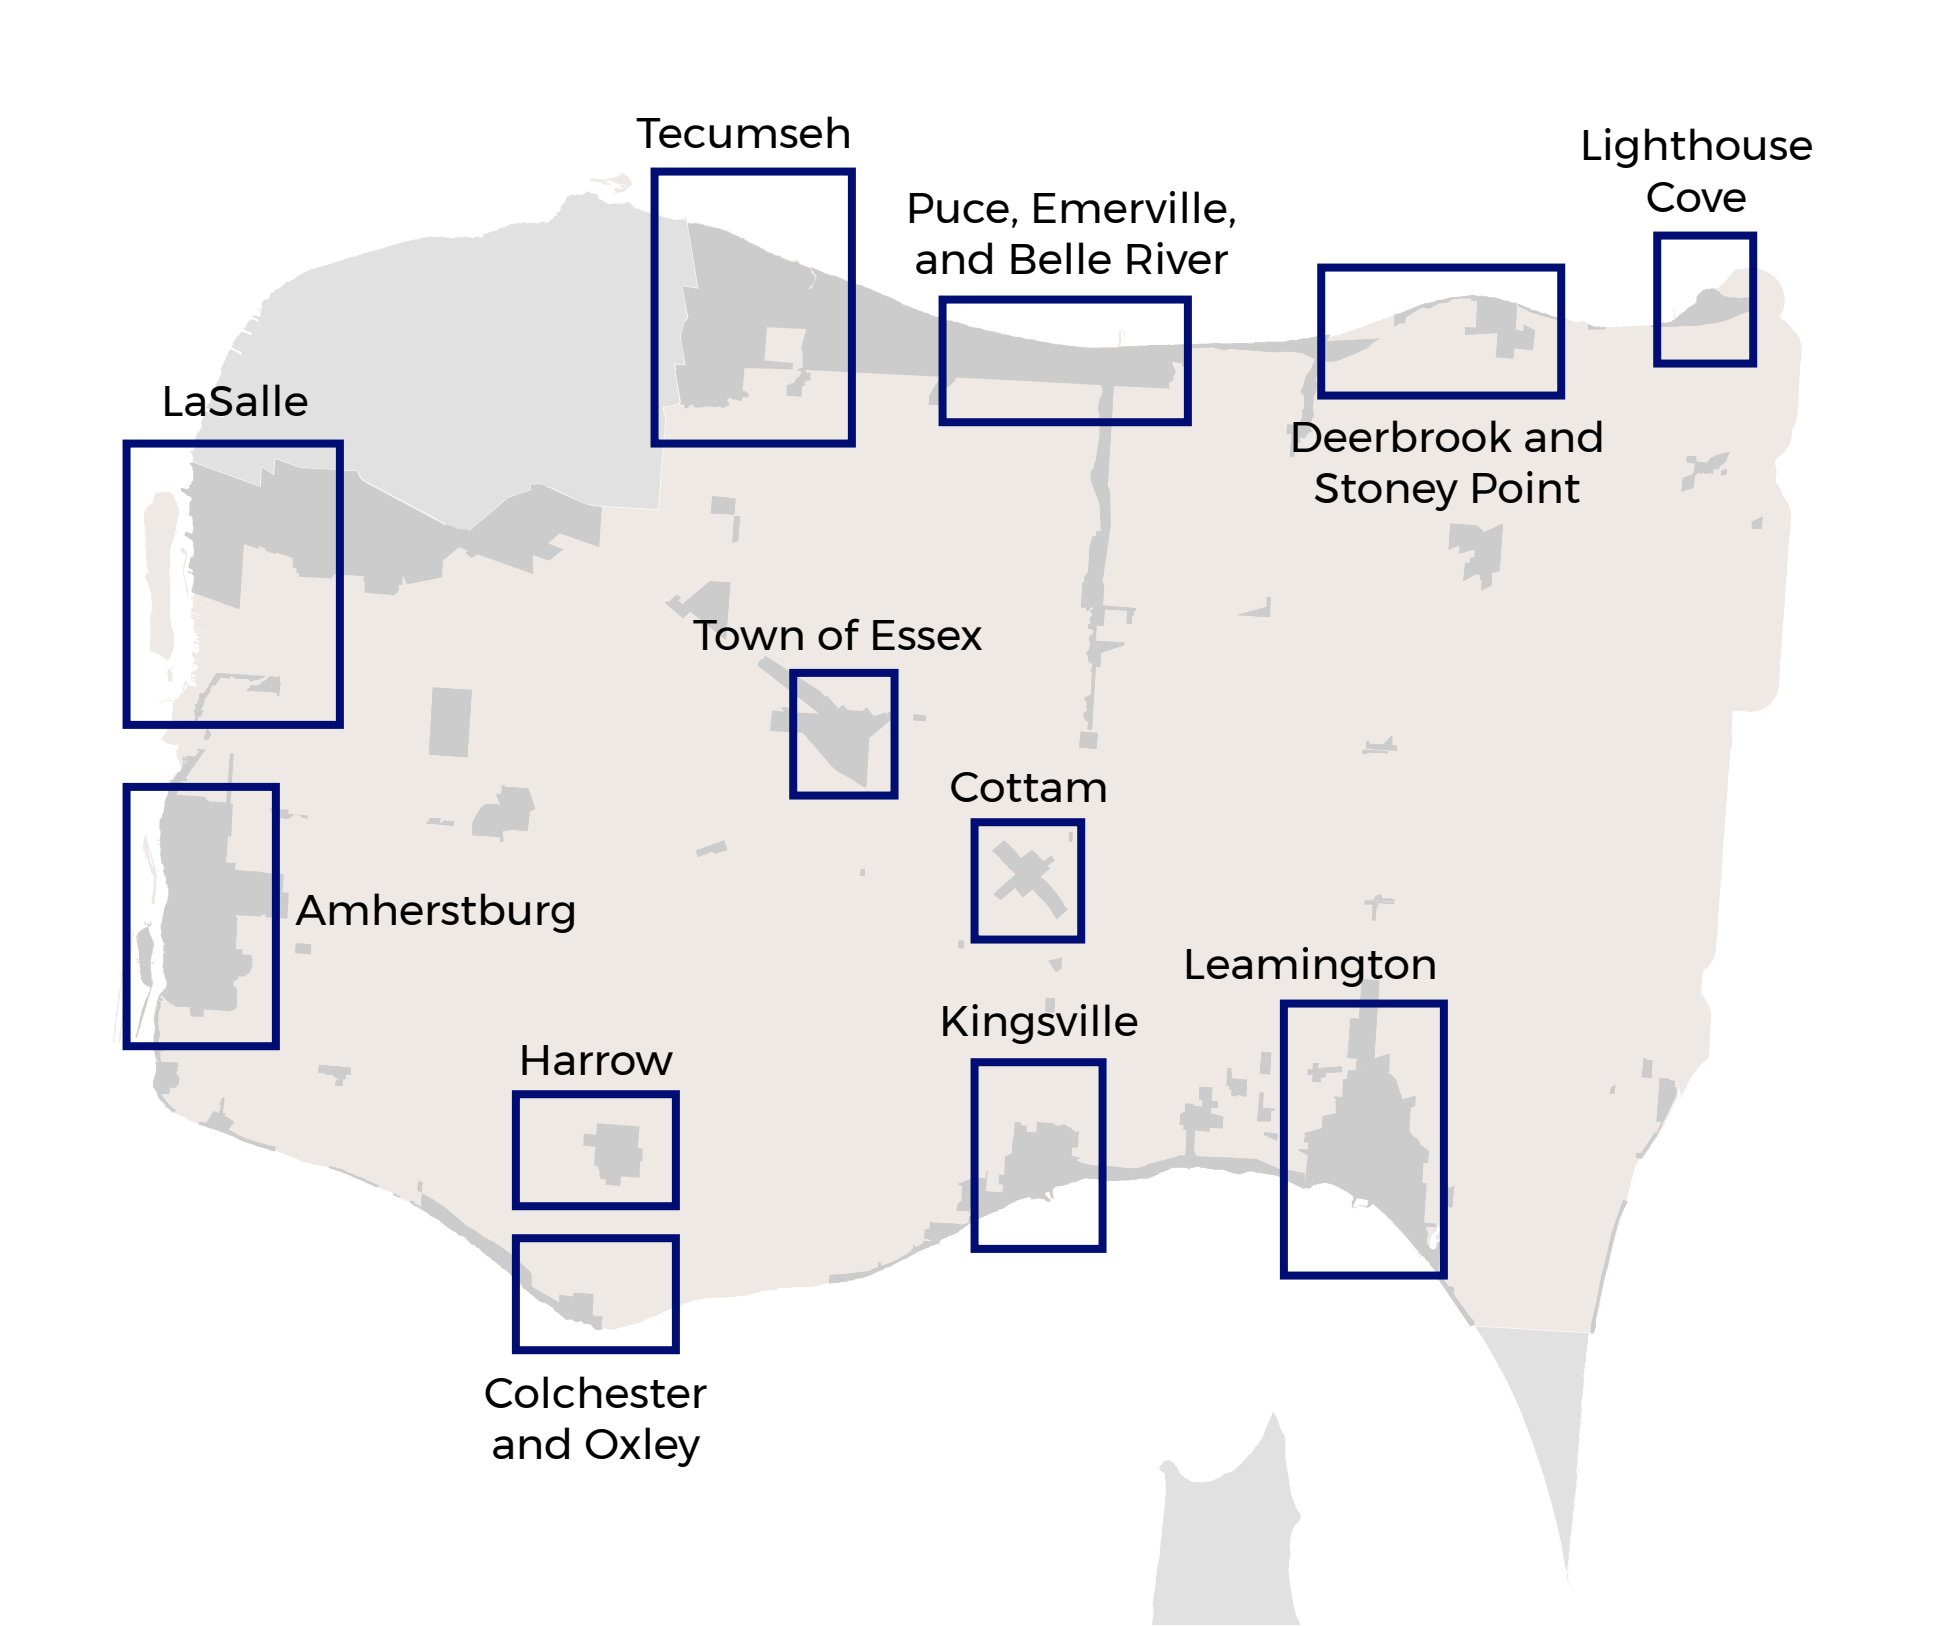 Tecumseh
Lighthouse
Cove
Puce, Emerville,
and Belle River
LaSalle
Deerbrook and
Stoney Point
Town of Essex
Cottam
Amherstburg
Leamington
Kingsville
Harrow
Colchester
and Oxley